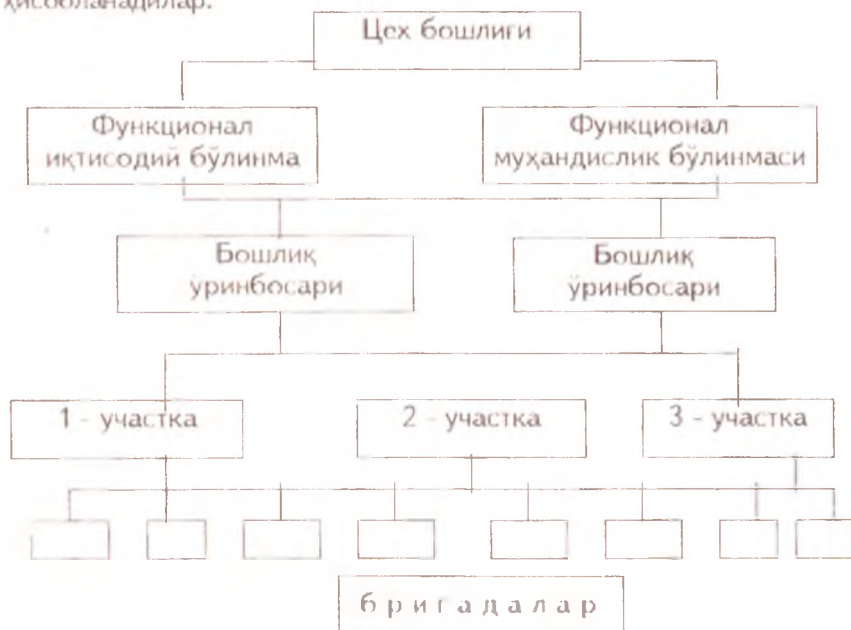 ҳисобланадилар.
Цех бошлиғи
Функционал
иқтисодий бўлинма
Функционал
муҳандислик бўлинмаси
Бошлиқ
ўринбосари
Бошлиқ
ўринбосари
1 - участка
2 - участка
3 - участка
бригадалар